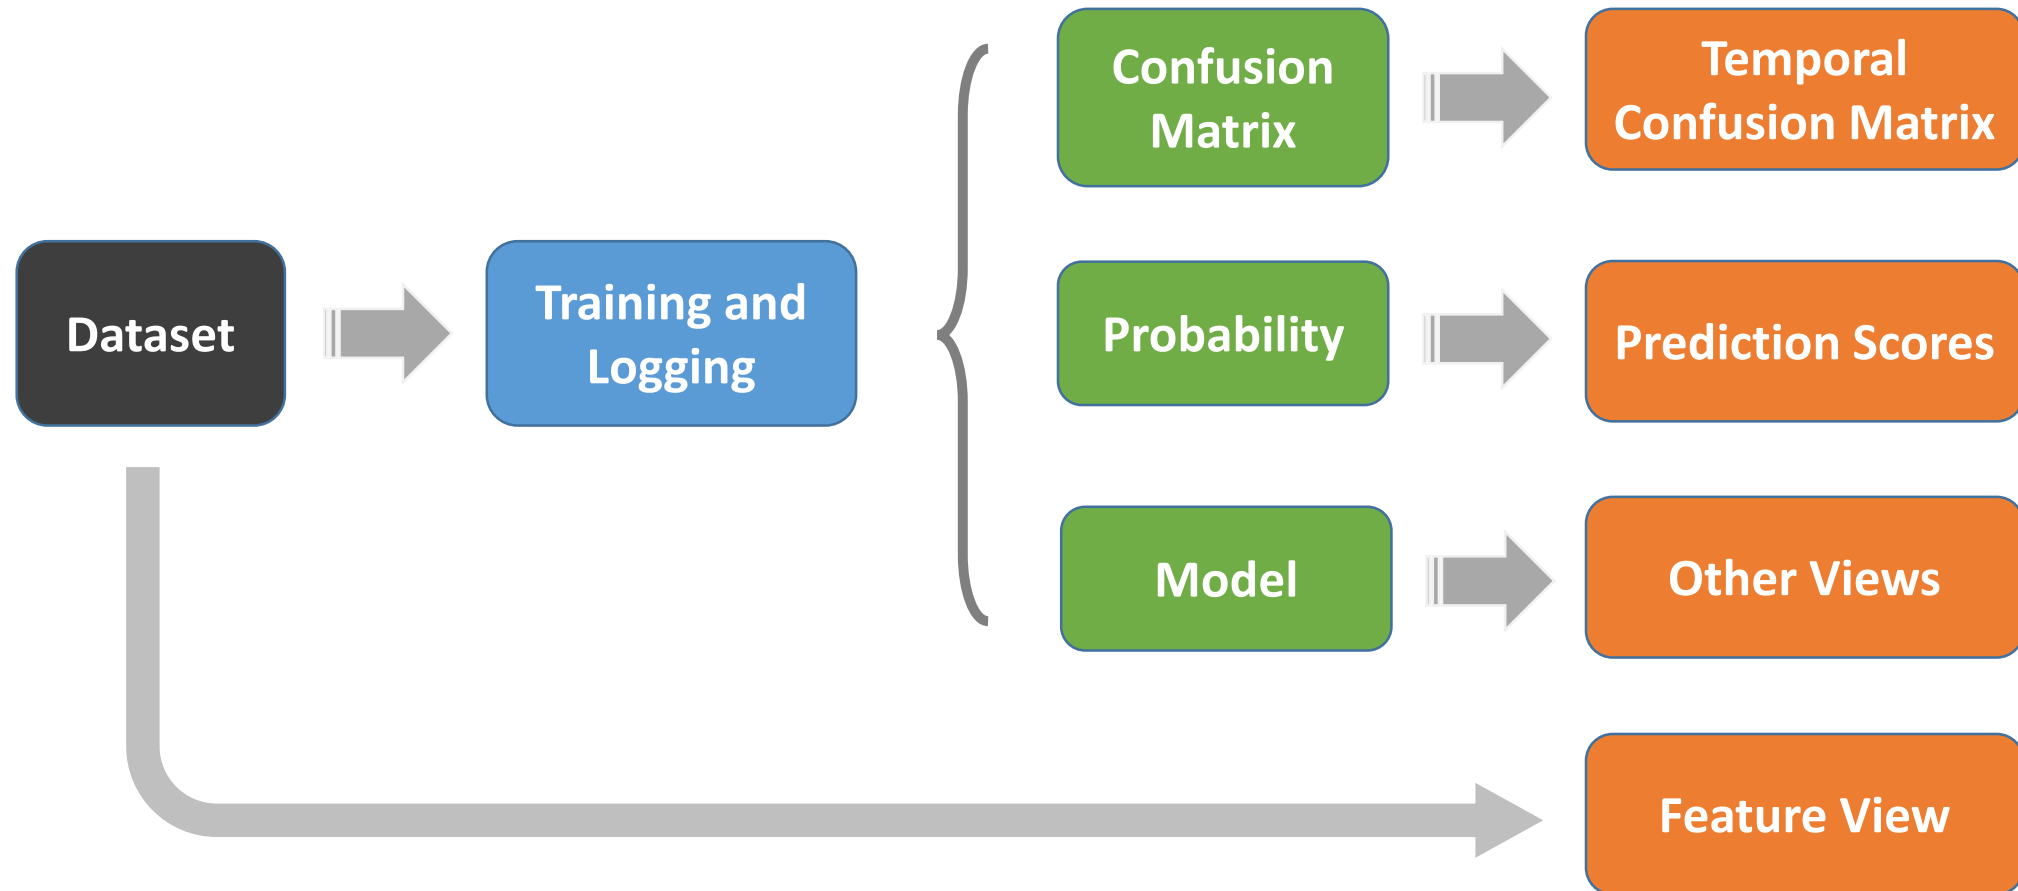 Confusion
Matrix
Temporal
Confusion Matrix
Dataset
Training and
Logging
Probability
Prediction Scores
Model
Other Views
Feature View